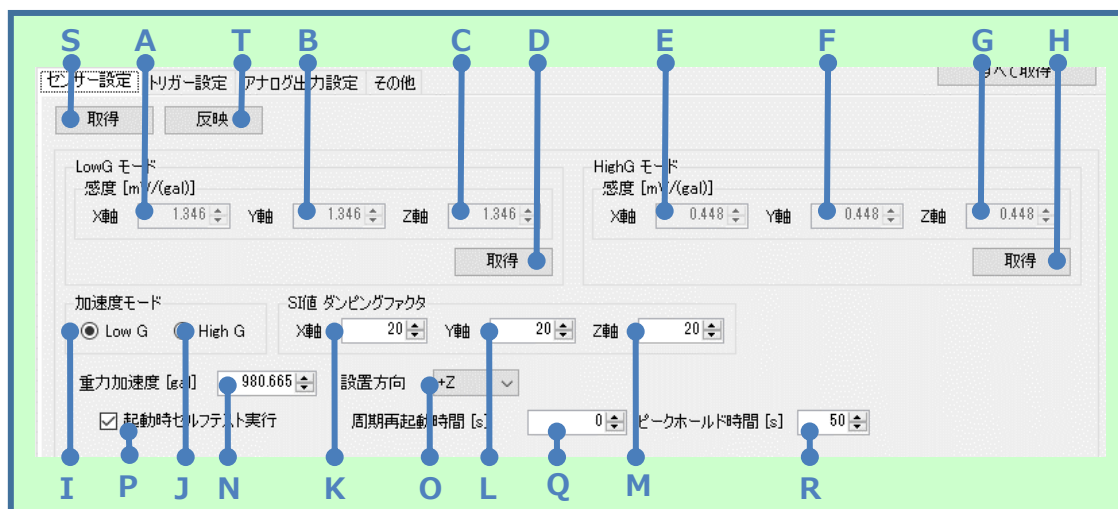 S A T B C D E F G H
センサー設定 トリガー設定 アナログ出力設定 その他 すべて取得
取得 反映
LowG モード HighG モード
感度 [mV/(gal)] 感度 [mV/(gal)]
X軸 1.346 Y軸 1.346 Z軸 1.346 X軸 0.448 Y軸 0.448 Z軸 0.448
取得 取得
加速度モード SI値 ダンピングファクタ
Low G High G X軸 20 Y軸 20 Z軸 20
重力加速度 [gal] 980.665 設置方向 +Z
起動時セルフテスト実行 周期再起動時間 [s] 0 ピークホールド時間 [s] 50
I P J N K O L Q M R